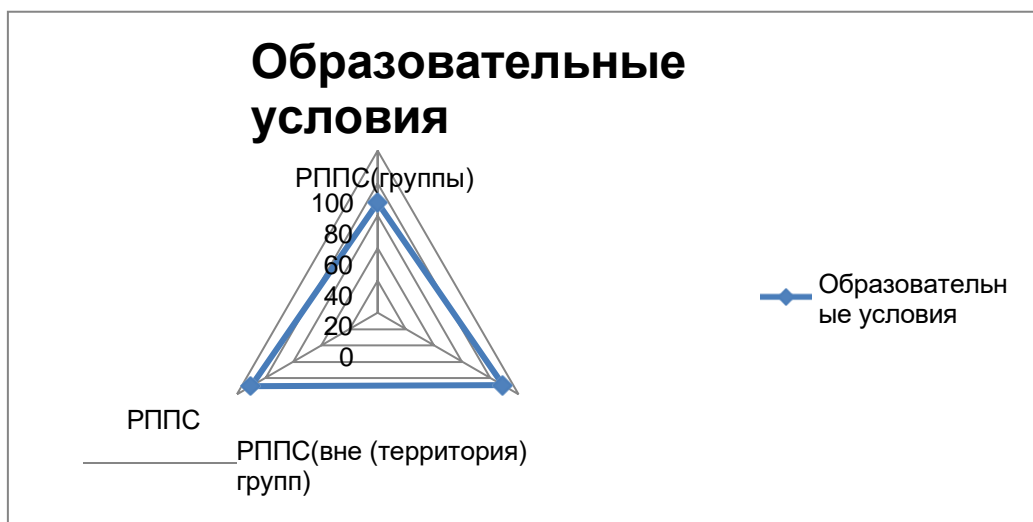 Образовательные
условия
РППС(группы)
100
80
60
40
20
0
Образовательн
ые условия
РППС
РППС(вне (территория)
групп)